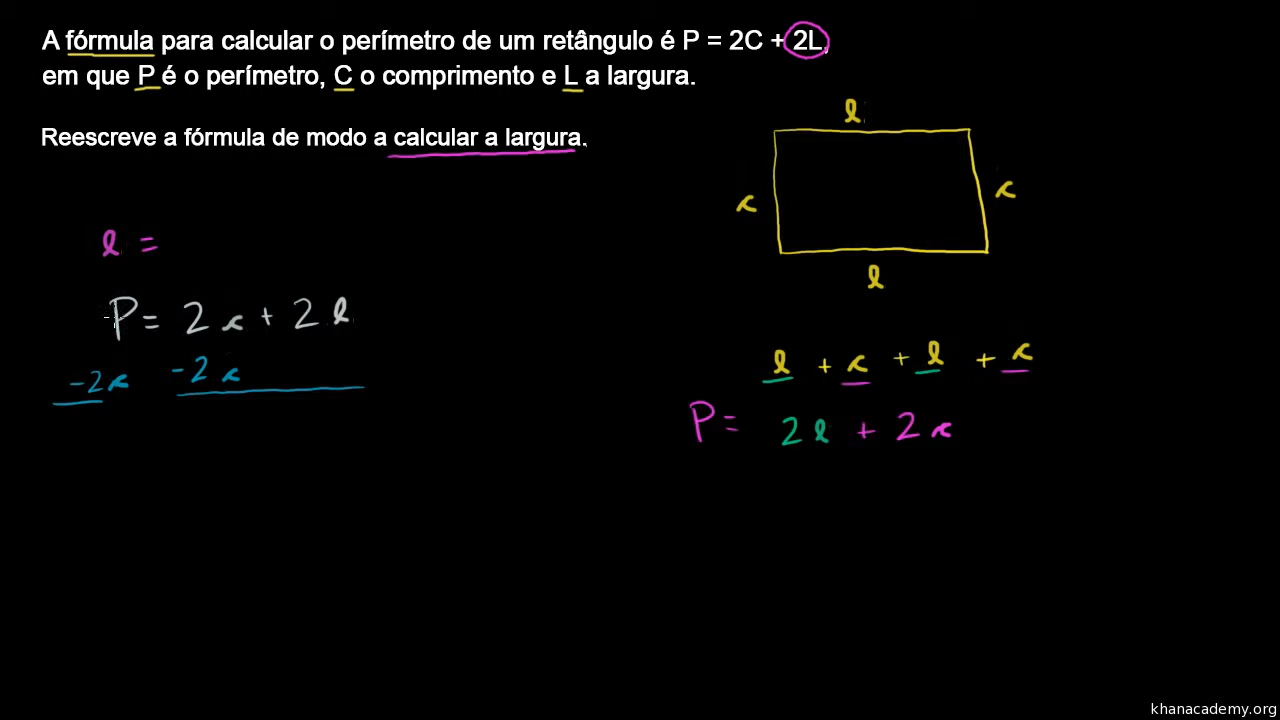 A fórmula para calcular o perímetro de um retângulo é P = 2C + 2L,
em que P é o perímetro, C o comprimento e L a largura.
Reescreve a fórmula de modo a calcular a largura.
l
c c
l
l =
P = 2c + 2l
-2c -2c
l + c + l + c
P = 2l + 2c
khanacademy.org